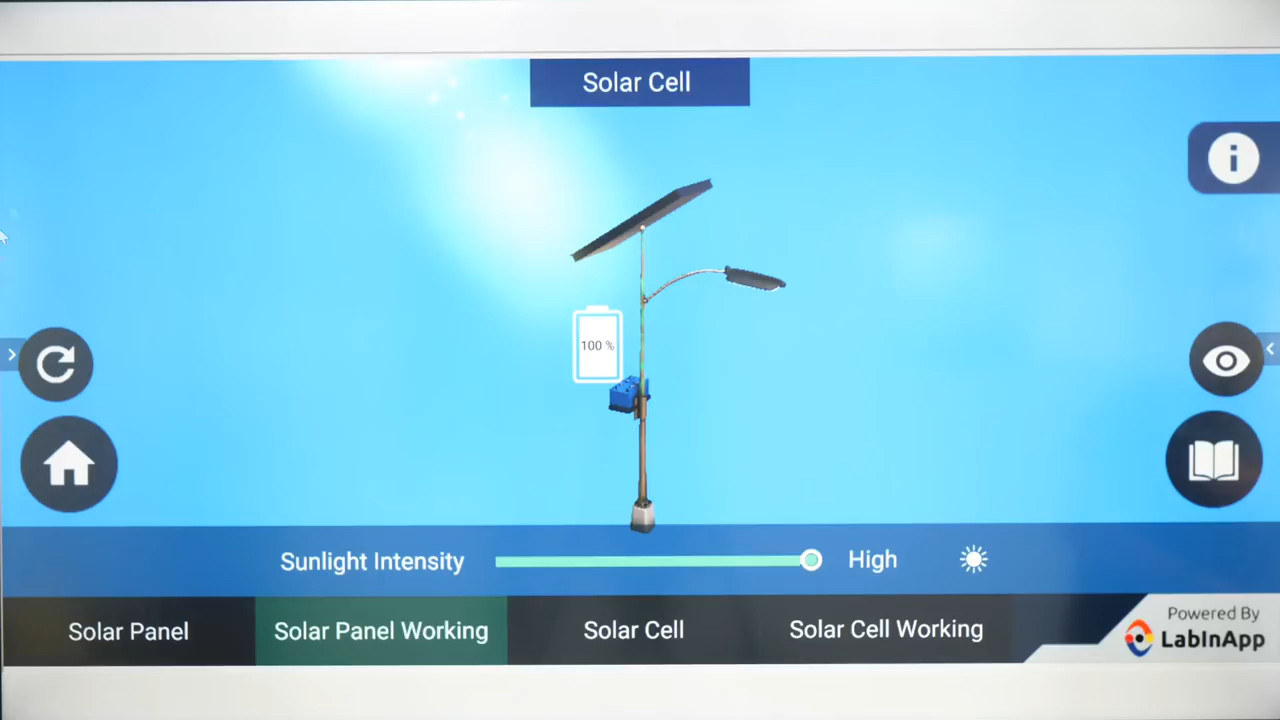 Solar Cell
100 %
Sunlight Intensity
High
Solar Panel
Solar Panel Working
Solar Cell
Solar Cell Working
Powered By
LabInApp